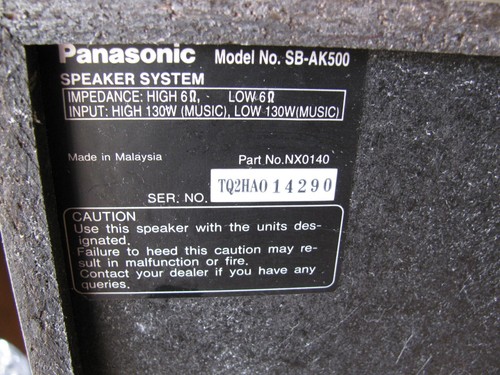 Panasonic Model No. SB-AK500
SPEAKER SYSTEM
IMPEDANCE: HIGH 6Ω, LOW 6Ω
INPUT: HIGH 130W (MUSIC), LOW 130W(MUSIC)
Made in Malaysia Part No.NX0140
SER. NO. TQ2HA014290
CAUTION
Use this speaker with the units des-
ignated.
Failure to heed this caution may re-
sult in malfunction or fire.
Contact your dealer if you have any
queries.